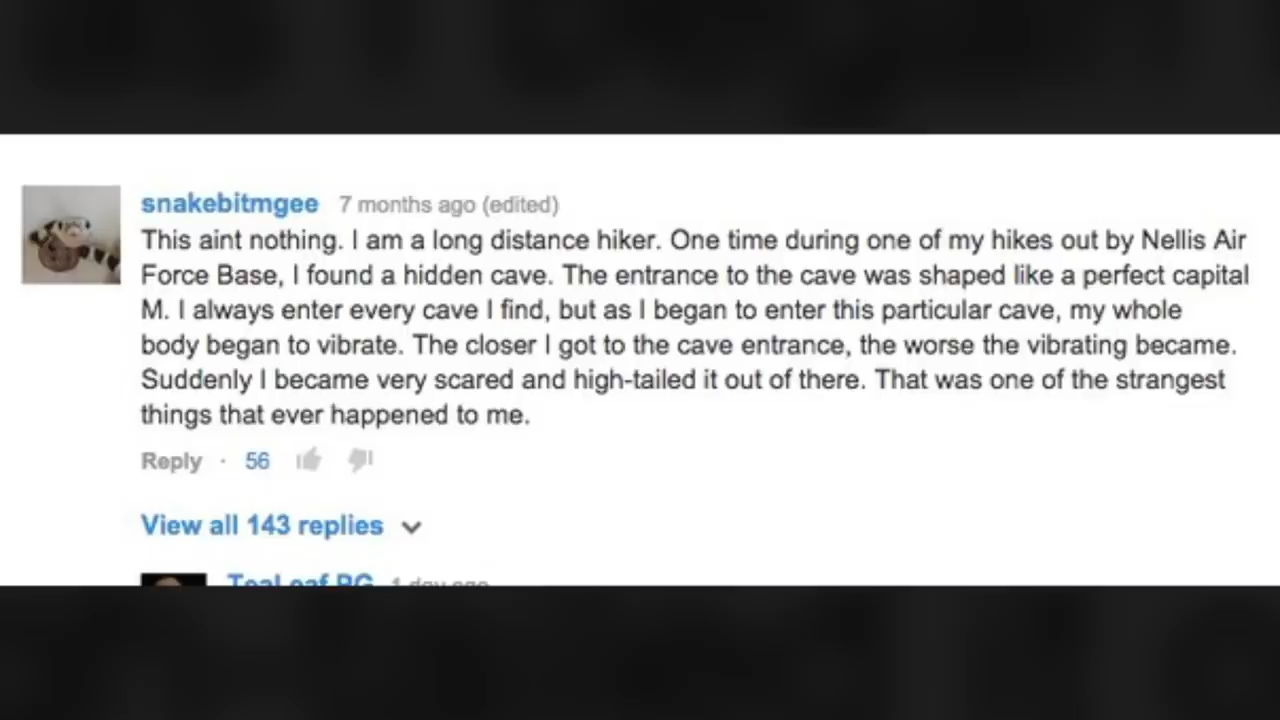 snakebitmgee 7 months ago (edited)
This aint nothing. I am a long distance hiker. One time during one of my hikes out by Nellis Air
Force Base, I found a hidden cave. The entrance to the cave was shaped like a perfect capital
M. I always enter every cave I find, but as I began to enter this particular cave, my whole
body began to vibrate. The closer I got to the cave entrance, the worse the vibrating became.
Suddenly I became very scared and high-tailed it out of there. That was one of the strangest
things that ever happened to me.
Reply · 56
View all 143 replies
TeaLeaf BG 1 day ago